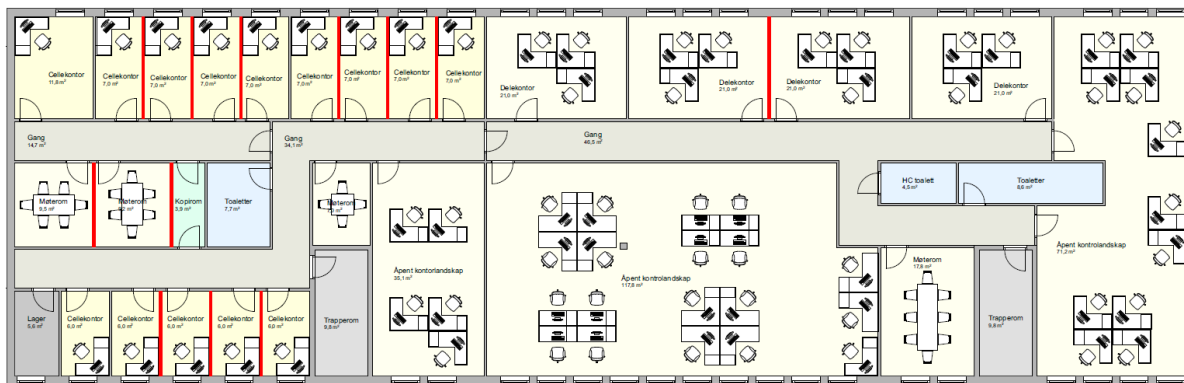 Cellekontor
11,8 m²
Cellekontor
7,0 m²
Cellekontor
7,0 m²
Cellekontor
7,0 m²
Cellekontor
7,0 m²
Cellekontor
7,0 m²
Cellekontor
7,0 m²
Cellekontor
7,0 m²
Cellekontor
7,0 m²
Delekontor
21,0 m²
Delekontor
21,0 m²
Delekontor
21,0 m²
Delekontor
21,0 m²
Gang
14,7 m²
Gang
34,1 m²
Gang
46,5 m²
Møterom
9,5 m²
Møterom
Kopirom
3,9 m²
Toaletter
7,7 m²
Møterom
HC toalett
4,5 m²
Toaletter
8,6 m²
Åpent kontrolandskap
71,2 m²
Åpent kontorlandskap
35,1 m²
Åpent kontrolandskap
117,8 m²
Møterom
17,8 m²
Lager
5,6 m²
Cellekontor
6,0 m²
Cellekontor
6,0 m²
Cellekontor
6,0 m²
Cellekontor
6,0 m²
Cellekontor
6,0 m²
Trapperom
9,8 m²
Trapperom
9,8 m²